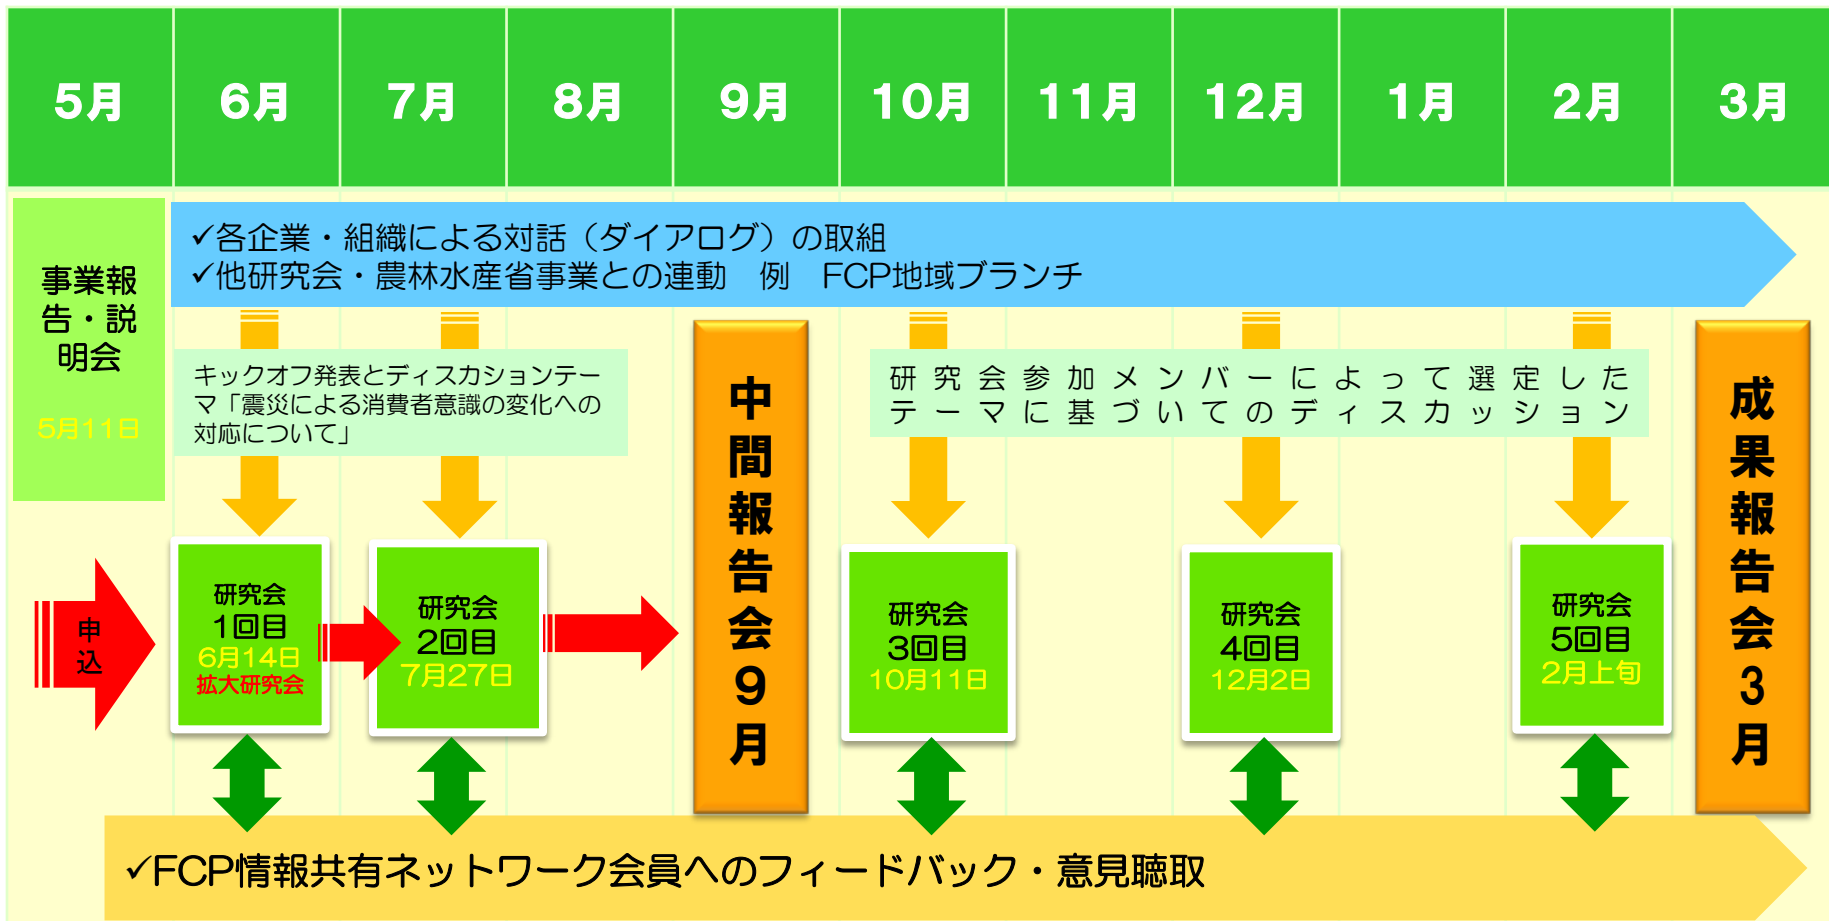 5月 6月 7月 8月 9月 10月 11月 12月 1月 2月 3月
事業報
告・説
明会
5月11日
✓各企業・組織による対話（ダイアログ）の取組
✓他研究会・農林水産省事業との連動　例　FCP地域ブランチ
キックオフ発表とディスカションテー
マ「震災による消費者意識の変化への
対応について」
中間報告会9月
研究会参加メンバーによって選定した
テーマに基づいてのディスカッション
成果報告会3月
申
込
研究会
1回目
6月14日
拡大研究会
研究会
2回目
7月27日
研究会
3回目
10月11日
研究会
4回目
12月2日
研究会
5回目
2月上旬
✓FCP情報共有ネットワーク会員へのフィードバック・意見聴取